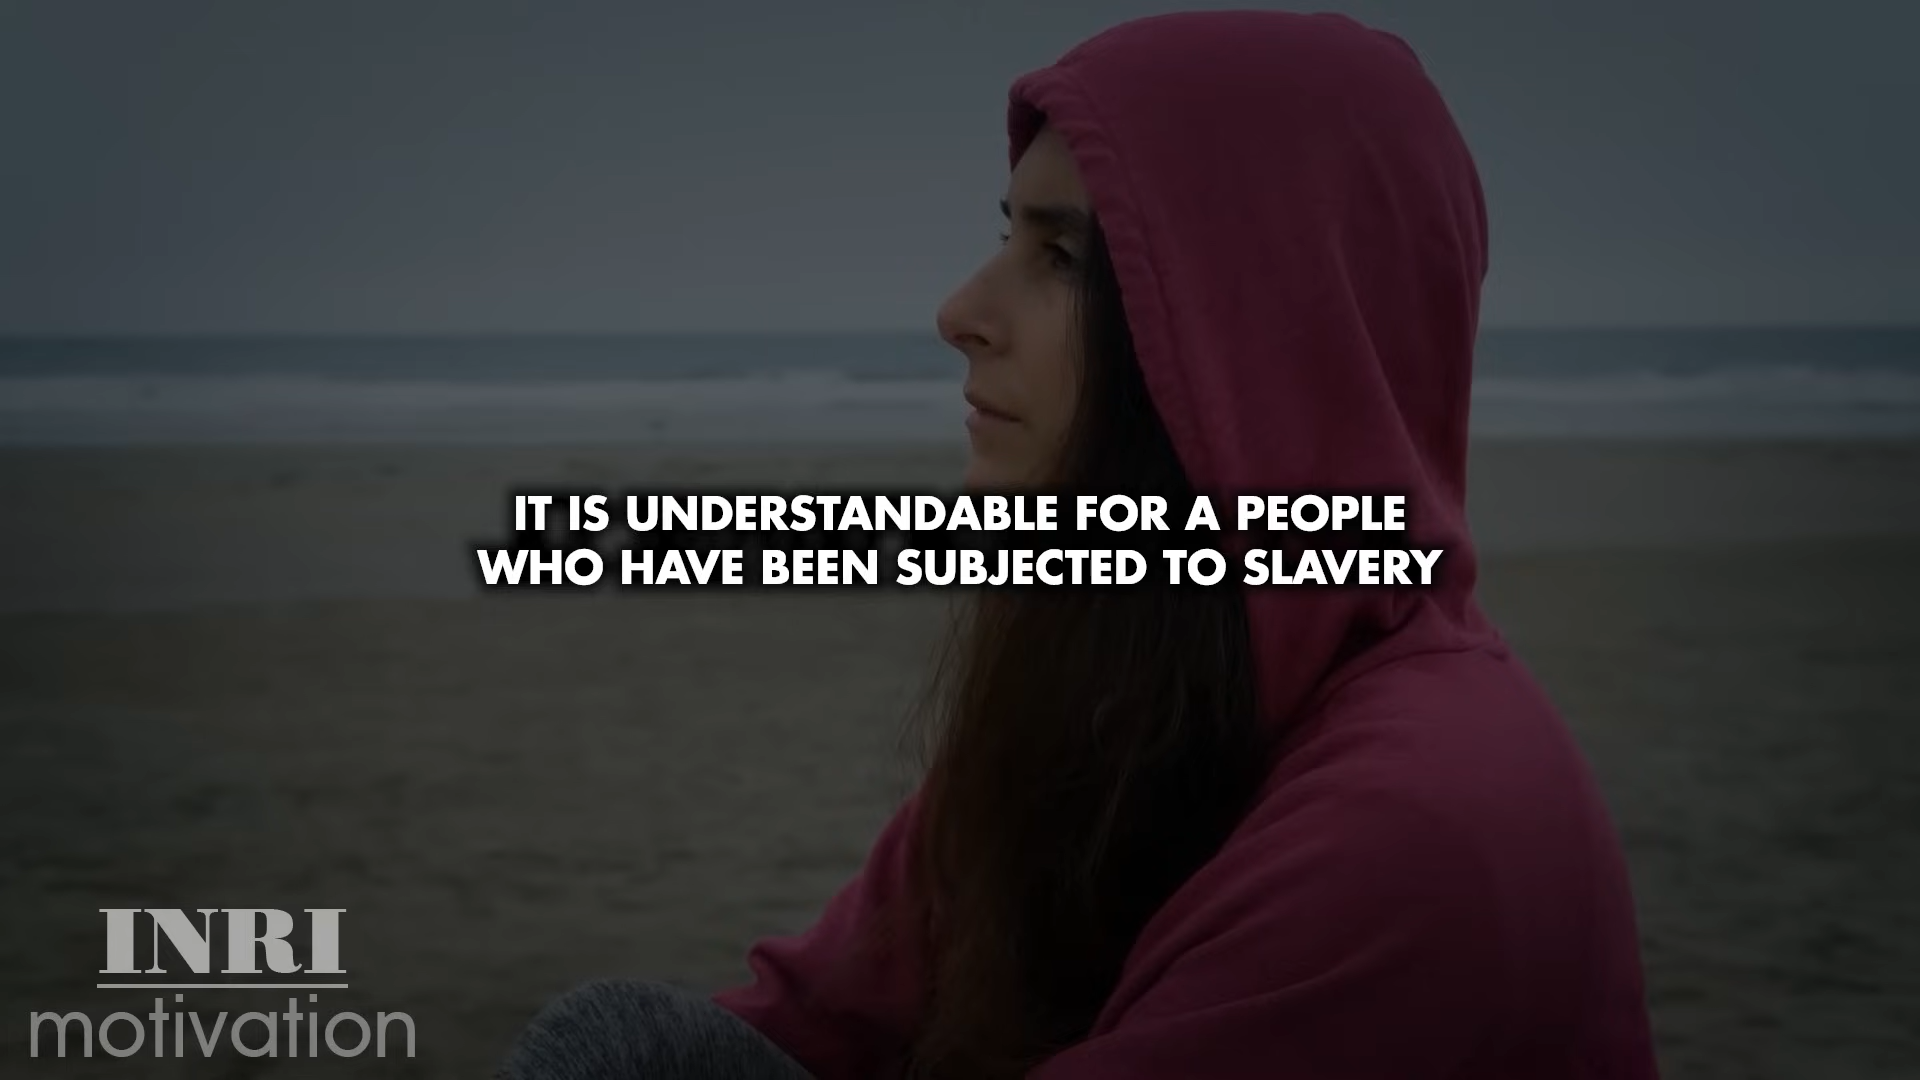 IT IS UNDERSTANDABLE FOR A PEOPLE
WHO HAVE BEEN SUBJECTED TO SLAVERY
INRI
motivation